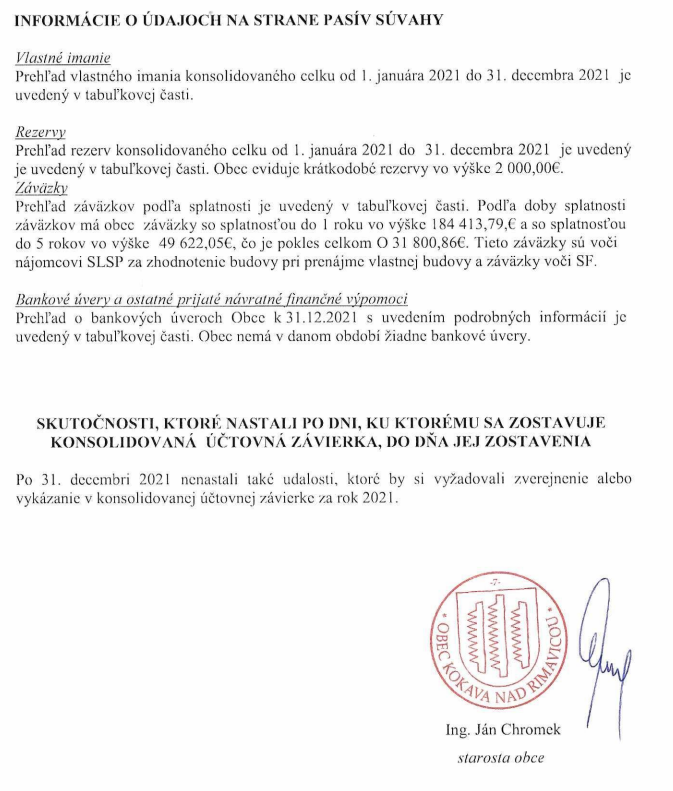 INFORMÁCIE O ÚDAJOCH NA STRANE PASÍV SÚVAHY
Vlastné imanie
Prehľad vlastného imania konsolidovaného celku od 1. januára 2021 do 31. decembra 2021 je
uvedený v tabuľkovej časti.
Rezervy
Prehľad rezerv konsolidovaného celku od 1. januára 2021 do 31. decembra 2021 je uvedený
je uvedený v tabuľkovej časti. Obec eviduje krátkodobé rezervy vo výške 2 000,00€.
Záväzky
Prehľad záväzkov podľa splatnosti je uvedený v tabuľkovej časti. Podľa doby splatnosti
záväzkov má obec záväzky so splatnosťou do 1 roku vo výške 184 413,79,€ a so splatnosťou
do 5 rokov vo výške 49 622,05€, čo je pokles celkom O 31 800,86€. Tieto záväzky sú voči
nájomcovi SLSP za zhodnotenie budovy pri prenájme vlastnej budovy a záväzky voči SF.
Bankové úvery a ostatné prijaté návratné finančné výpomoci
Prehľad o bankových úveroch Obce k 31.12.2021 s uvedením podrobných informácií je
uvedený v tabuľkovej časti. Obec nemá v danom období žiadne bankové úvery.
SKUTOČNOSTI, KTORÉ NASTALI PO DNI, KU KTORÉMU SA ZOSTAVUJE
KONSOLIDOVANÁ ÚČTOVNÁ ZÁVIERKA, DO DŇA JEJ ZOSTAVENIA
Po 31. decembri 2021 nenastali také udalosti, ktoré by si vyžadovali zverejnenie alebo
vykázanie v konsolidovanej účtovnej závierke za rok 2021.
-7-
* OBEC KOKAVA NAD RIMAVICOU *
Ing. Ján Chromek
starosta obce